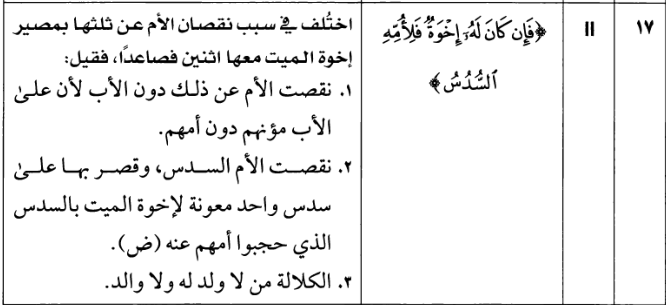 ١٧
١١
﴿فَإِن كَانَ لَهُۥٓ إِخْوَةٌ فَلِأُمِّهِ
ٱلسُّدُسُ﴾
اختُلف في سبب نقصان الأم عن ثلثها بمصير
إخوة الميت معها اثنين فصاعدًا، فقيل:
١. نقصت الأم عن ذلك دون الأب لأن علىٰ
الأب مؤنهم دون أمهم.
٢. نقصت الأم السدس، وقصر بها علىٰ
سدس واحد معونة لإخوة الميت بالسدس
الذي حجبوا أمهم عنه (ض).
٣. الكلالة من لا ولد له ولا والد.